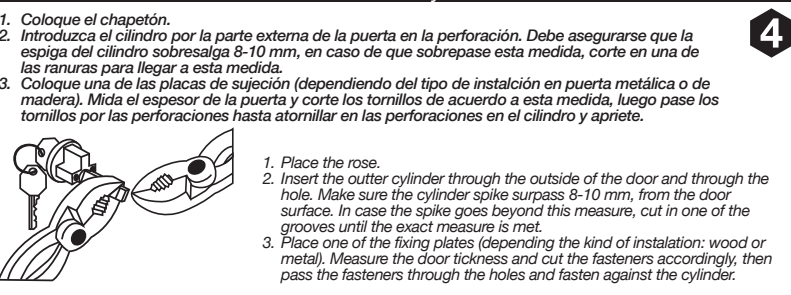 1. Coloque el chapetón.
2. Introduzca el cilindro por la parte externa de la puerta en la perforación. Debe asegurarse que la
espiga del cilindro sobresalga 8-10 mm, en caso de que sobrepase esta medida, corte en una de
las ranuras para llegar a esta medida.
3. Coloque una de las placas de sujeción (dependiendo del tipo de instalción en puerta metálica o de
madera). Mida el espesor de la puerta y corte los tornillos de acuerdo a esta medida, luego pase los
tornillos por las perforaciones hasta atornillar en las perforaciones en el cilindro y apriete.
4
1. Place the rose.
2. Insert the outter cylinder through the outside of the door and through the
hole. Make sure the cylinder spike surpass 8-10 mm, from the door
surface. In case the spike goes beyond this measure, cut in one of the
grooves until the exact measure is met.
3. Place one of the fixing plates (depending the kind of instalation: wood or
metal). Measure the door tickness and cut the fasteners accordingly, then
pass the fasteners through the holes and fasten against the cylinder.